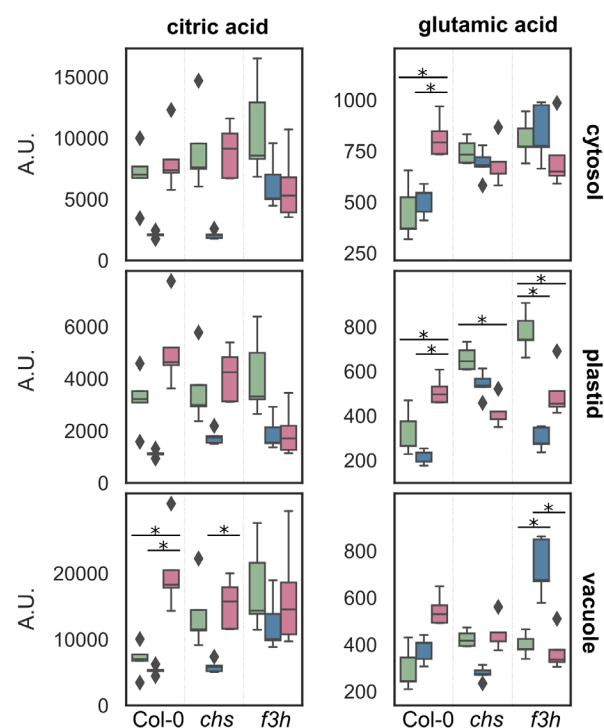 citric acid
glutamic acid
A.U.
15000
10000
5000
0
1000
750
500
250
cytosol
* *
A.U.
6000
4000
2000
0
800
600
400
200
plastid
* * * * *
A.U.
20000
10000
0
800
600
400
200
vacuole
* * * * *
Col-0 chs f3h
Col-0 chs f3h